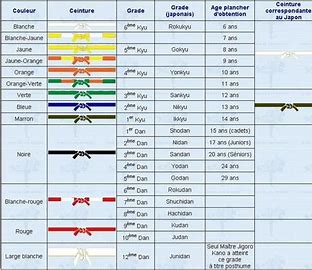 Couleur Ceinture Grade Grade (japonais) Age plancher d'obtention Ceinture correspondante au Japon
Blanche 6ème Kyu Rokukyu 6 ans
Blanche-Jaune 7 ans
Jaune 5ème Kyu Gokyu 8 ans
Jaune-Orange 9 ans
Orange 4ème Kyu Yonkyu 10 ans
Orange-Verte 11 ans
Verte 3ème Kyu Sankyu 12 ans
Bleue 2ème Kyu Nikyu 13 ans
Marron 1er Kyu Ikkyu 14 ans
Noire
1er Dan Shodan 15 ans (cadets)
2ème Dan Nidan 17 ans (Juniors)
3ème Dan Sandan 20 ans (Séniors)
4ème Dan Yodan 24 ans
5ème Dan Godan 29 ans
Blanche-rouge
6ème Dan Rokudan
7ème Dan Shuchidan
8ème Dan Hachidan
Rouge
9ème Dan Kudan
10ème Dan Judan
Large blanche 12ème Dan Junidan
Seul Maître Jigoro
Kano a atteint
ce grade
à titre posthume